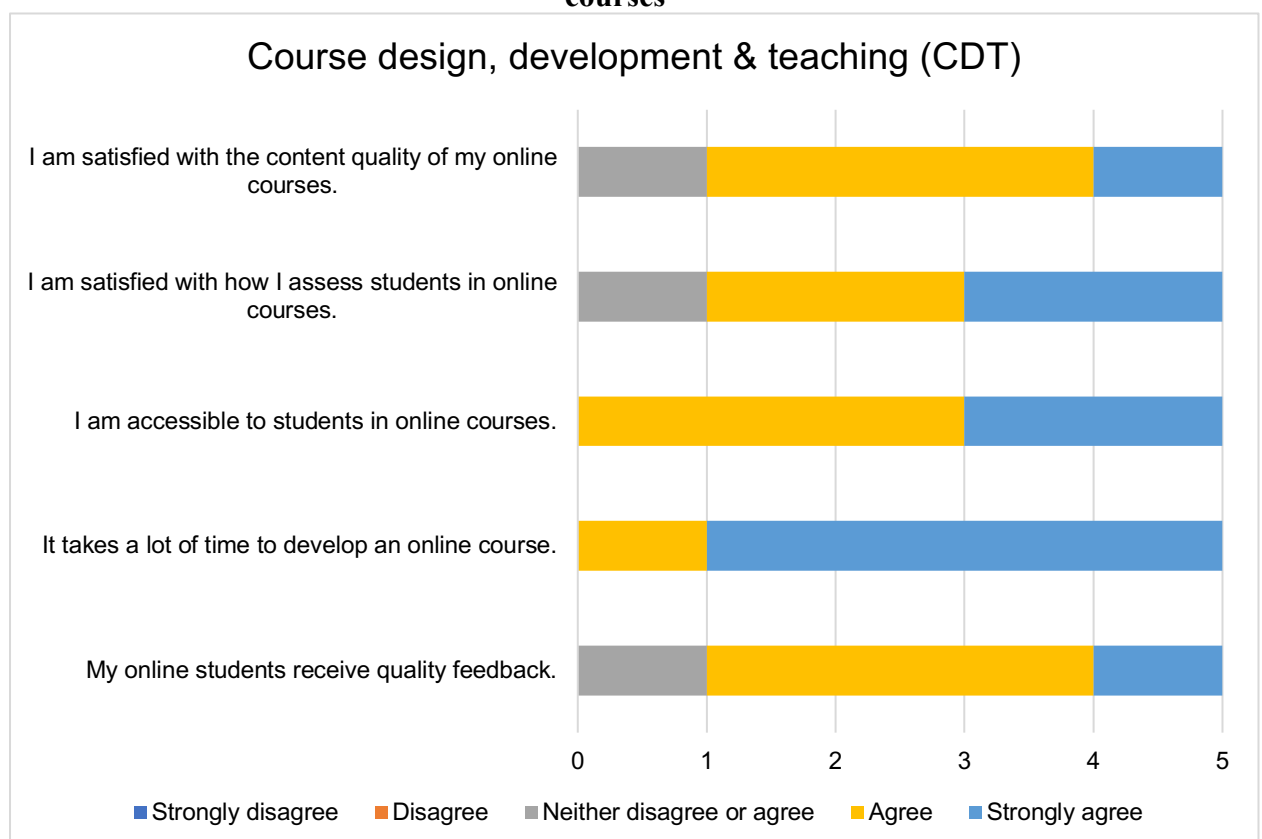 courses
Course design, development & teaching (CDT)
I am satisfied with the content quality of my online
courses.
I am satisfied with how I assess students in online
courses.
I am accessible to students in online courses.
It takes a lot of time to develop an online course.
My online students receive quality feedback.
0 1 2 3 4 5
Strongly disagree Disagree Neither disagree or agree Agree Strongly agree